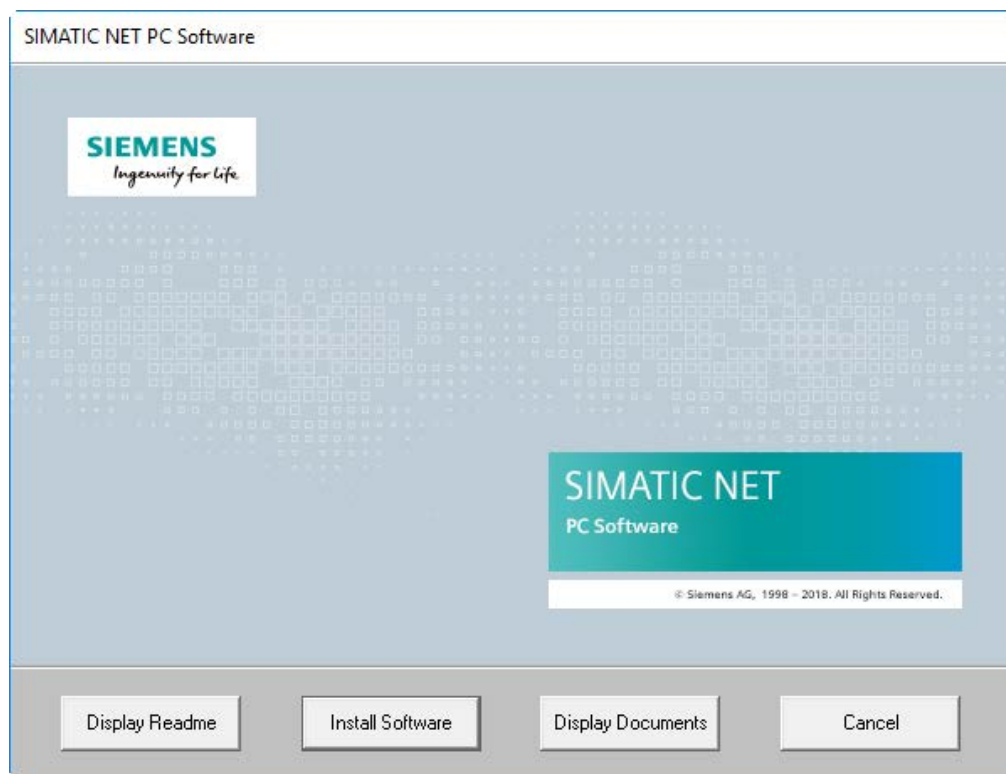 SIMATIC NET PC Software
SIEMENS
Ingenuity for Life
SIMATIC NET
PC Software
© Siemens AG, 1998 – 2018. All Rights Reserved.
Display Readme
Install Software
Display Documents
Cancel